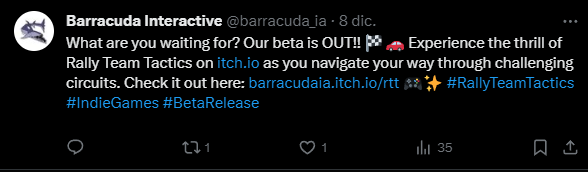 Barracuda Interactive @barracuda_ia · 8 dic.
What are you waiting for? Our beta is OUT!! 🏁 🚗 Experience the thrill of
Rally Team Tactics on itch.io as you navigate your way through challenging
circuits. Check it out here: barracudaia.itch.io/rtt 🎮✨ #RallyTeamTactics
#IndieGames #BetaRelease
1 1 35